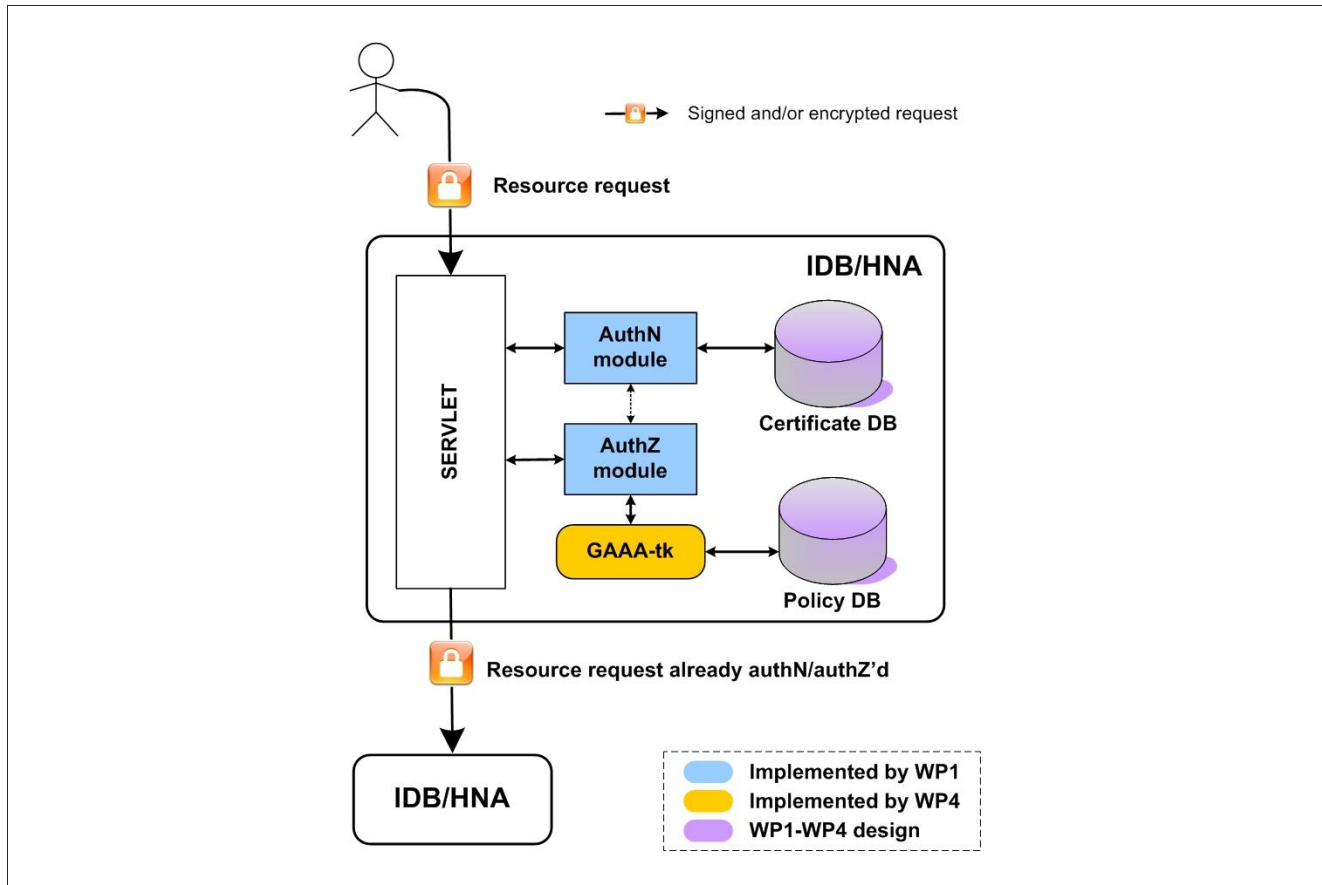 Signed and/or encrypted request
Resource request
IDB/HNA
SERVLET
AuthN
module
Certificate DB
AuthZ
module
GAAA-tk
Policy DB
Resource request already authN/authZ’d
IDB/HNA
Implemented by WP1
Implemented by WP4
WP1-WP4 design